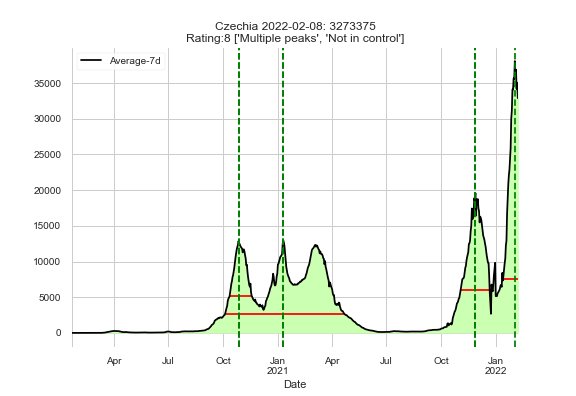 Czechia 2022-02-08: 3273375
Rating:8 ['Multiple peaks', 'Not in control']
Average-7d
35000
30000
25000
20000
15000
10000
5000
0
Apr Jul Oct Jan Apr Jul Oct Jan
2021 2022
Date